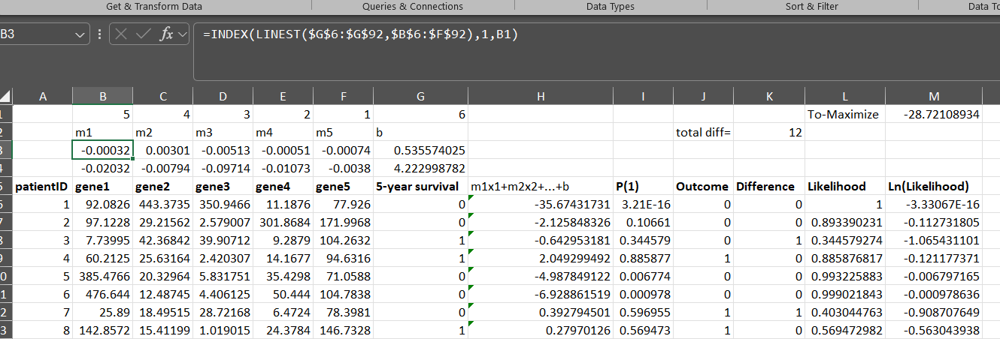 Get & Transform Data Queries & Connections Data Types Sort & Filter Data To
B3 fx =INDEX(LINEST($G$6:$G$92,$B$6:$F$92),1,B1)
A B C D E F G H I J K L M
1 5 4 3 2 1 6 To-Maximize -28.72108934
2 m1 m2 m3 m4 m5 b total diff= 12
3 -0.00032 0.00301 -0.00513 -0.00051 -0.00074 0.535574025
4 -0.02032 -0.00794 -0.09714 -0.01073 -0.0038 4.222998782
5 patientID gene1 gene2 gene3 gene4 gene5 5-year survival m1x1+m2x2+...+b P(1) Outcome Difference Likelihood Ln(Likelihood)
6 1 92.0826 443.3735 350.9466 11.1876 77.926 0 -35.67431731 3.21E-16 0 0 1 -3.33067E-16
7 2 97.1228 29.21562 2.579007 301.8684 171.9968 0 -2.125848326 0.10661 0 0 0.893390231 -0.112731805
8 3 7.73995 42.36842 39.90712 9.2879 104.2632 1 -0.642953181 0.344579 0 1 0.344579274 -1.065431101
9 4 60.2125 25.63164 2.420307 14.1677 94.6316 1 2.049299492 0.885877 1 0 0.885876817 -0.121177371
0 5 385.4766 20.32964 5.831751 35.4298 71.0588 0 -4.987849122 0.006774 0 0 0.993225883 -0.006797165
1 6 476.644 12.48745 4.406125 50.444 104.7838 0 -6.928861519 0.000978 0 0 0.999021843 -0.000978636
2 7 25.89 18.49515 28.72168 6.4724 78.3981 0 0.392794501 0.596955 1 1 0.403044763 -0.908707649
3 8 142.8572 15.41199 1.019015 24.3784 146.7328 1 0.27970126 0.569473 1 0 0.569472982 -0.563043938